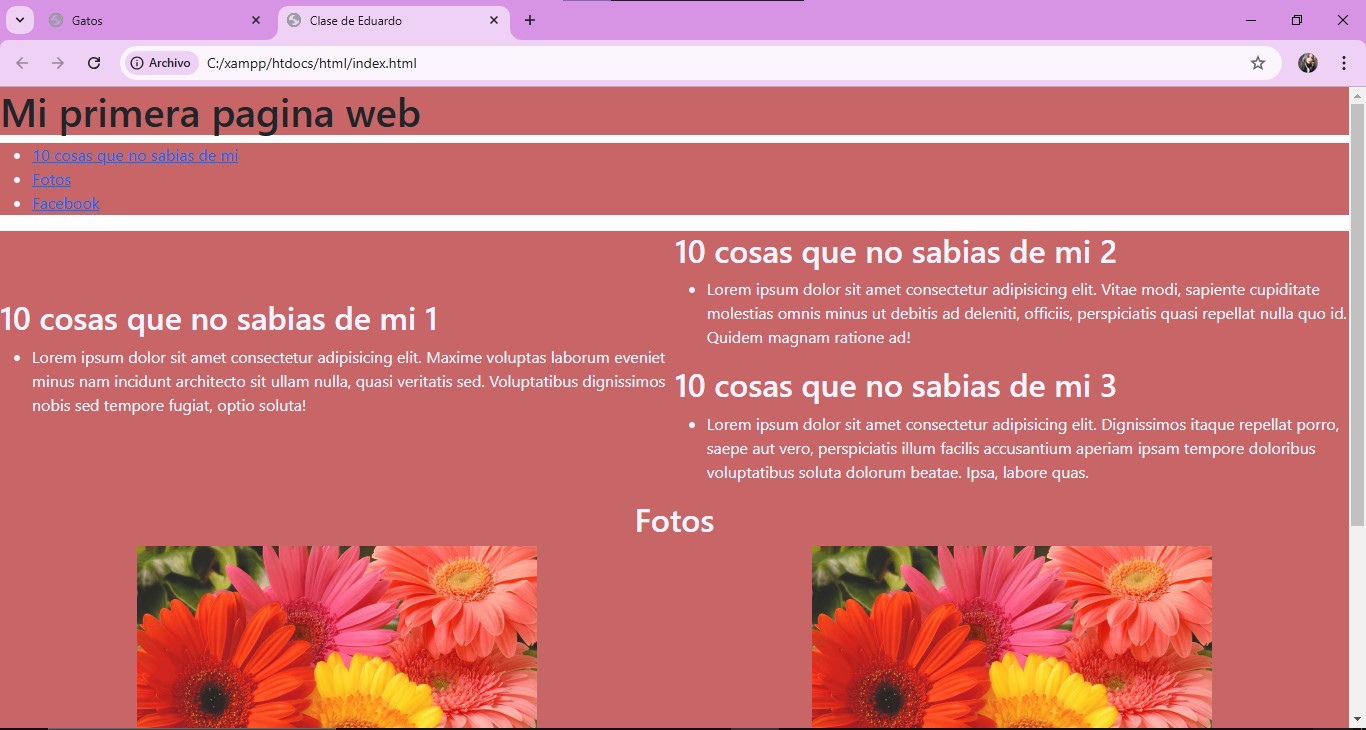 Gatos
Clase de Eduardo
Archivo
C:/xampp/htdocs/html/index.html
Mi primera pagina web
10 cosas que no sabias de mi
Fotos
Facebook
10 cosas que no sabias de mi 1
Lorem ipsum dolor sit amet consectetur adipisicing elit. Maxime voluptas laborum eveniet
minus nam incidunt architecto sit ullam nulla, quasi veritatis sed. Voluptatibus dignissimos
nobis sed tempore fugiat, optio soluta!
10 cosas que no sabias de mi 2
Lorem ipsum dolor sit amet consectetur adipisicing elit. Vitae modi, sapiente cupiditate
molestias omnis minus ut debitis ad deleniti, officiis, perspiciatis quasi repellat nulla quo id.
Quidem magnam ratione ad!
10 cosas que no sabias de mi 3
Lorem ipsum dolor sit amet consectetur adipisicing elit. Dignissimos itaque repellat porro,
saepe aut vero, perspiciatis illum facilis accusantium aperiam ipsam tempore doloribus
voluptatibus soluta dolorum beatae. Ipsa, labore quas.
Fotos